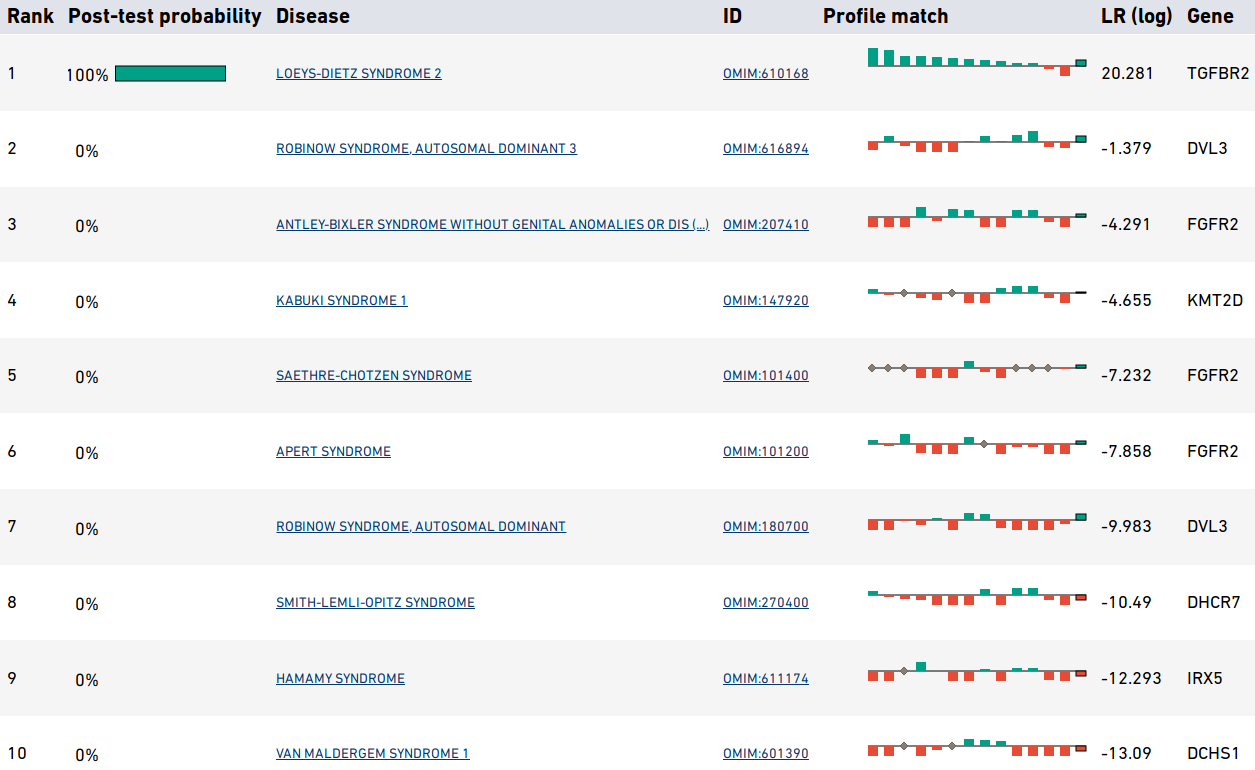 Rank Post-test probability Disease ID Profile match LR (log) Gene
1 100% LOEYS-DIETZ SYNDROME 2 OMIM:610168 20.281 TGFBR2
2 0% ROBINOW SYNDROME, AUTOSOMAL DOMINANT 3 OMIM:616894 -1.379 DVL3
3 0% ANTLEY-BIXLER SYNDROME WITHOUT GENITAL ANOMALIES OR DIS (...) OMIM:207410 -4.291 FGFR2
4 0% KABUKI SYNDROME 1 OMIM:147920 -4.655 KMT2D
5 0% SAETHRE-CHOTZEN SYNDROME OMIM:101400 -7.232 FGFR2
6 0% APERT SYNDROME OMIM:101200 -7.858 FGFR2
7 0% ROBINOW SYNDROME, AUTOSOMAL DOMINANT OMIM:180700 -9.983 DVL3
8 0% SMITH-LEMLI-OPITZ SYNDROME OMIM:270400 -10.49 DHCR7
9 0% HAMAMY SYNDROME OMIM:611174 -12.293 IRX5
10 0% VAN MALDERGEM SYNDROME 1 OMIM:601390 -13.09 DCHS1